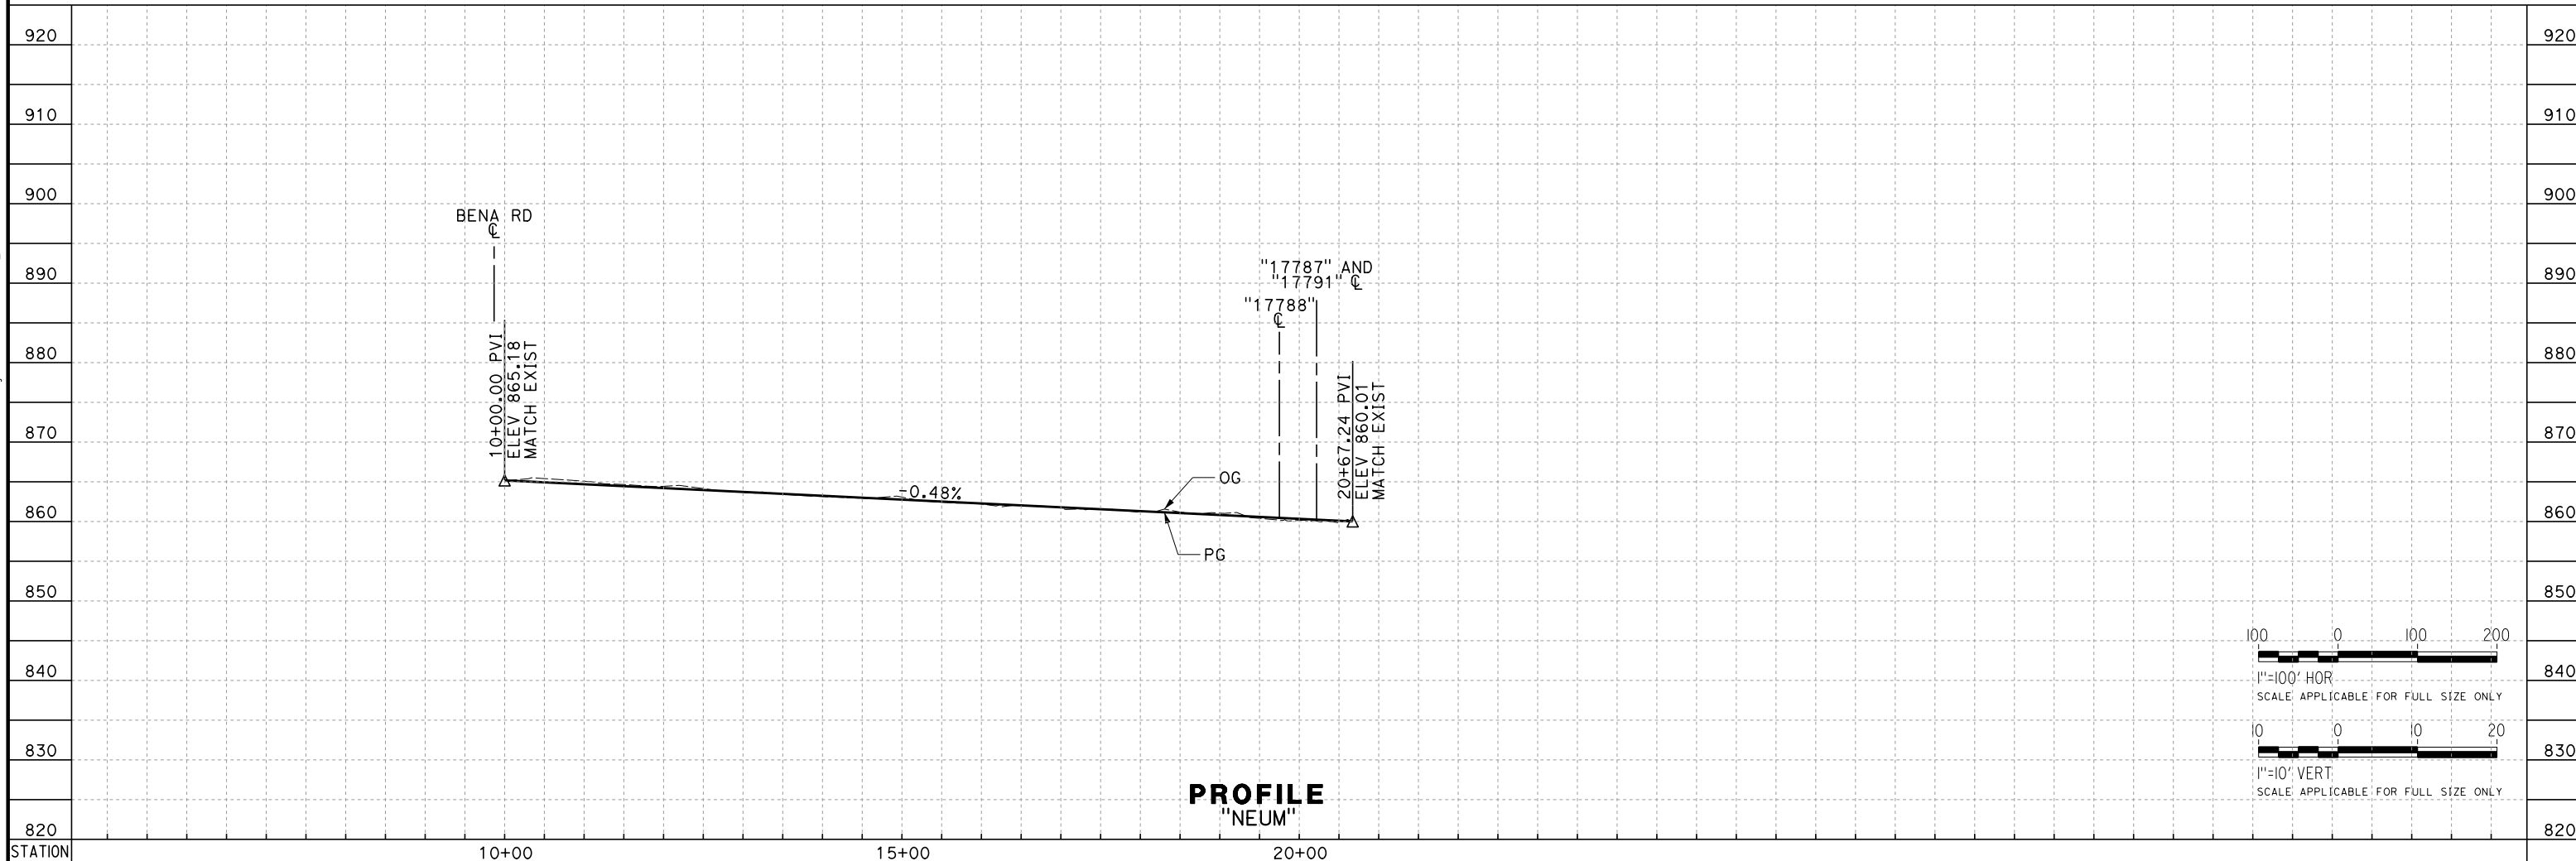 920 920
910 910
900 900
BENA RD
℄
890 890
"17787" AND
"17791" ℄
"17788"
℄
880 880
10+00.00 PVI
ELEV 865.18
MATCH EXIST
20+67.24 PVI
ELEV 860.01
MATCH EXIST
870 870
OG
-0.48%
860 860
PG
850 850
100 0 100 200
840 840
1"=100' HOR
SCALE APPLICABLE FOR FULL SIZE ONLY
10 0 10 20
830 830
1"=10' VERT
SCALE APPLICABLE FOR FULL SIZE ONLY
PROFILE
"NEUM"
820 820
STATION 10+00 15+00 20+00